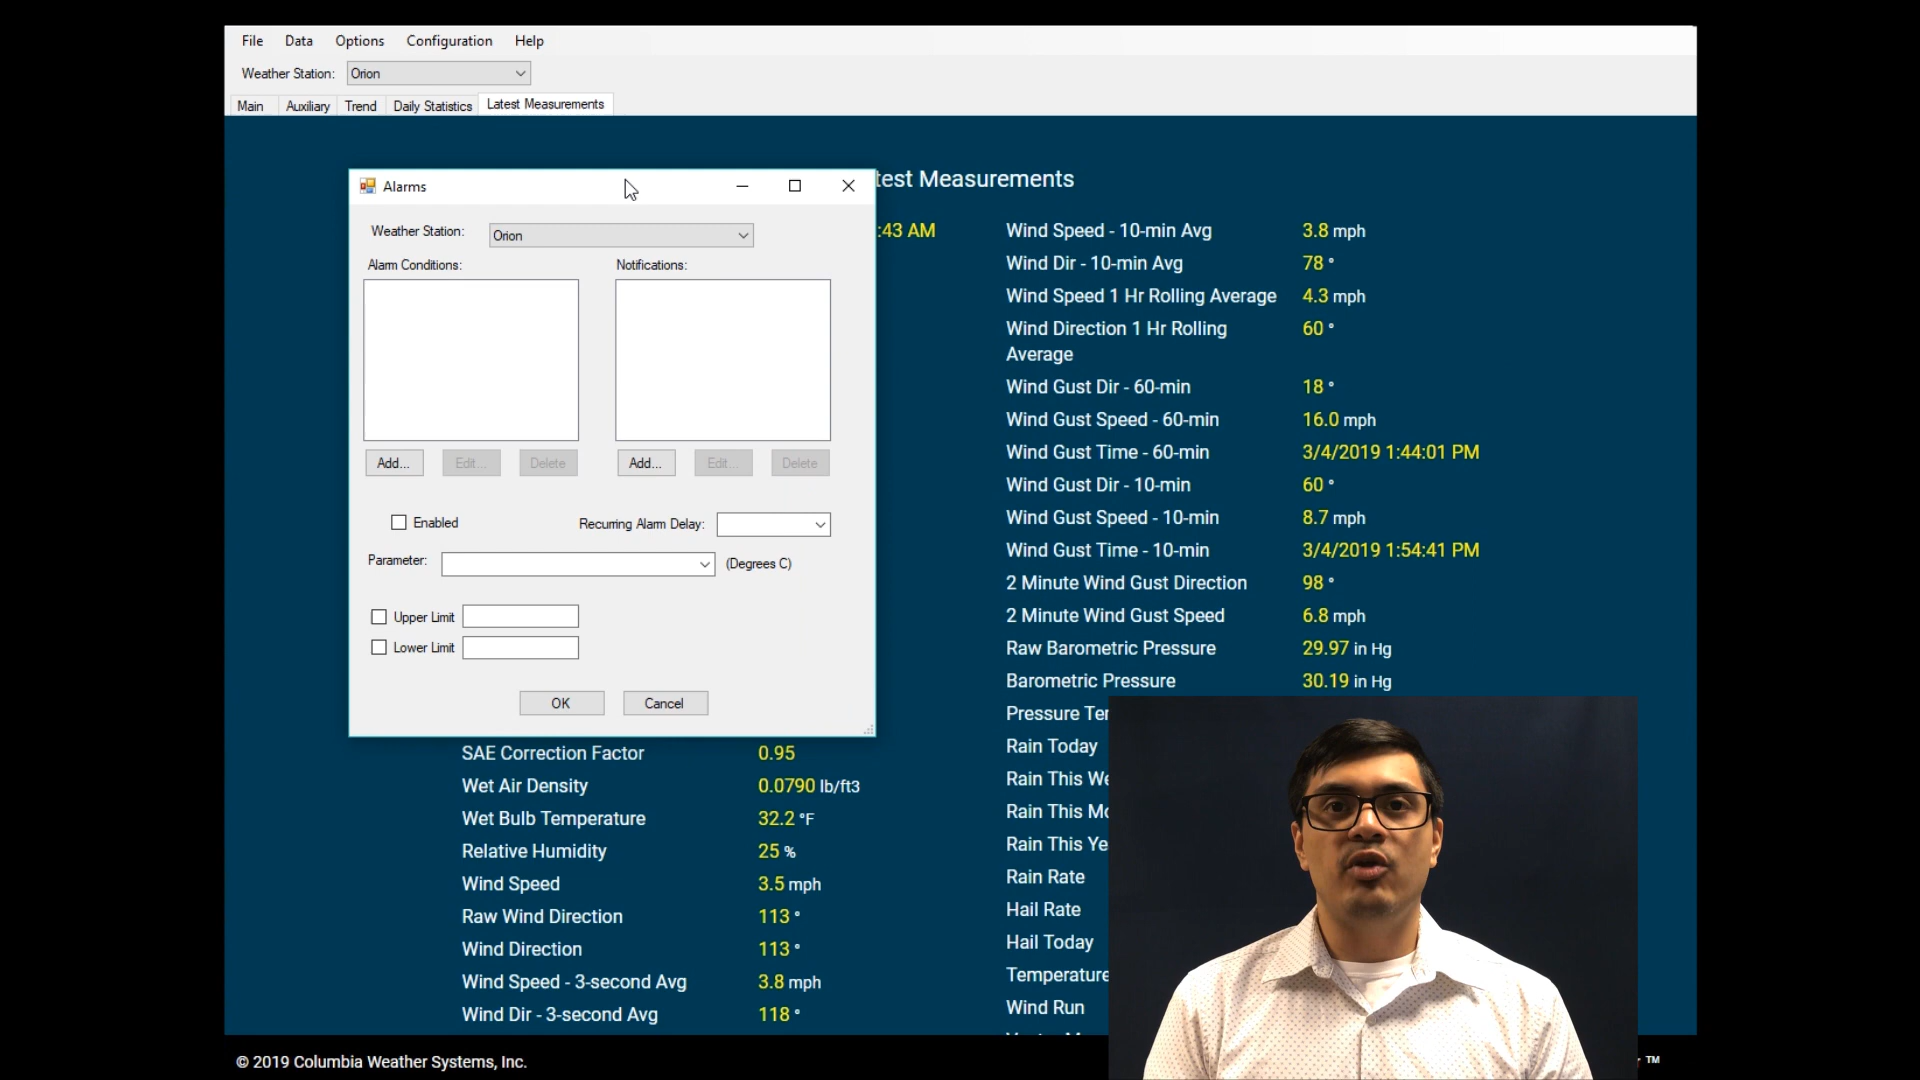 File Data Options Configuration Help
Weather Station: Orion
Main Auxiliary Trend Daily Statistics Latest Measurements
test Measurements
Alarms
Weather Station: Orion
Alarm Conditions: Notifications:
Add... Edit... Delete Add... Edit... Delete
Enabled Recurring Alarm Delay:
Parameter: (Degrees C)
Upper Limit
Lower Limit
OK Cancel
:43 AM
SAE Correction Factor 0.95
Wet Air Density 0.0790 lb/ft3
Wet Bulb Temperature 32.2 °F
Relative Humidity 25 %
Wind Speed 3.5 mph
Raw Wind Direction 113 °
Wind Direction 113 °
Wind Speed - 3-second Avg 3.8 mph
Wind Dir - 3-second Avg 118 °
Wind Speed - 10-min Avg 3.8 mph
Wind Dir - 10-min Avg 78 °
Wind Speed 1 Hr Rolling Average 4.3 mph
Wind Direction 1 Hr Rolling 60 °
Average
Wind Gust Dir - 60-min 18 °
Wind Gust Speed - 60-min 16.0 mph
Wind Gust Time - 60-min 3/4/2019 1:44:01 PM
Wind Gust Dir - 10-min 60 °
Wind Gust Speed - 10-min 8.7 mph
Wind Gust Time - 10-min 3/4/2019 1:54:41 PM
2 Minute Wind Gust Direction 98 °
2 Minute Wind Gust Speed 6.8 mph
Raw Barometric Pressure 29.97 in Hg
Barometric Pressure 30.19 in Hg
Pressure
Rain Today
Rain This
Rain This
Rain This
Rain Rate
Hail Rate
Hail Today
Temperature
Wind Run
© 2019 Columbia Weather Systems, Inc.
™